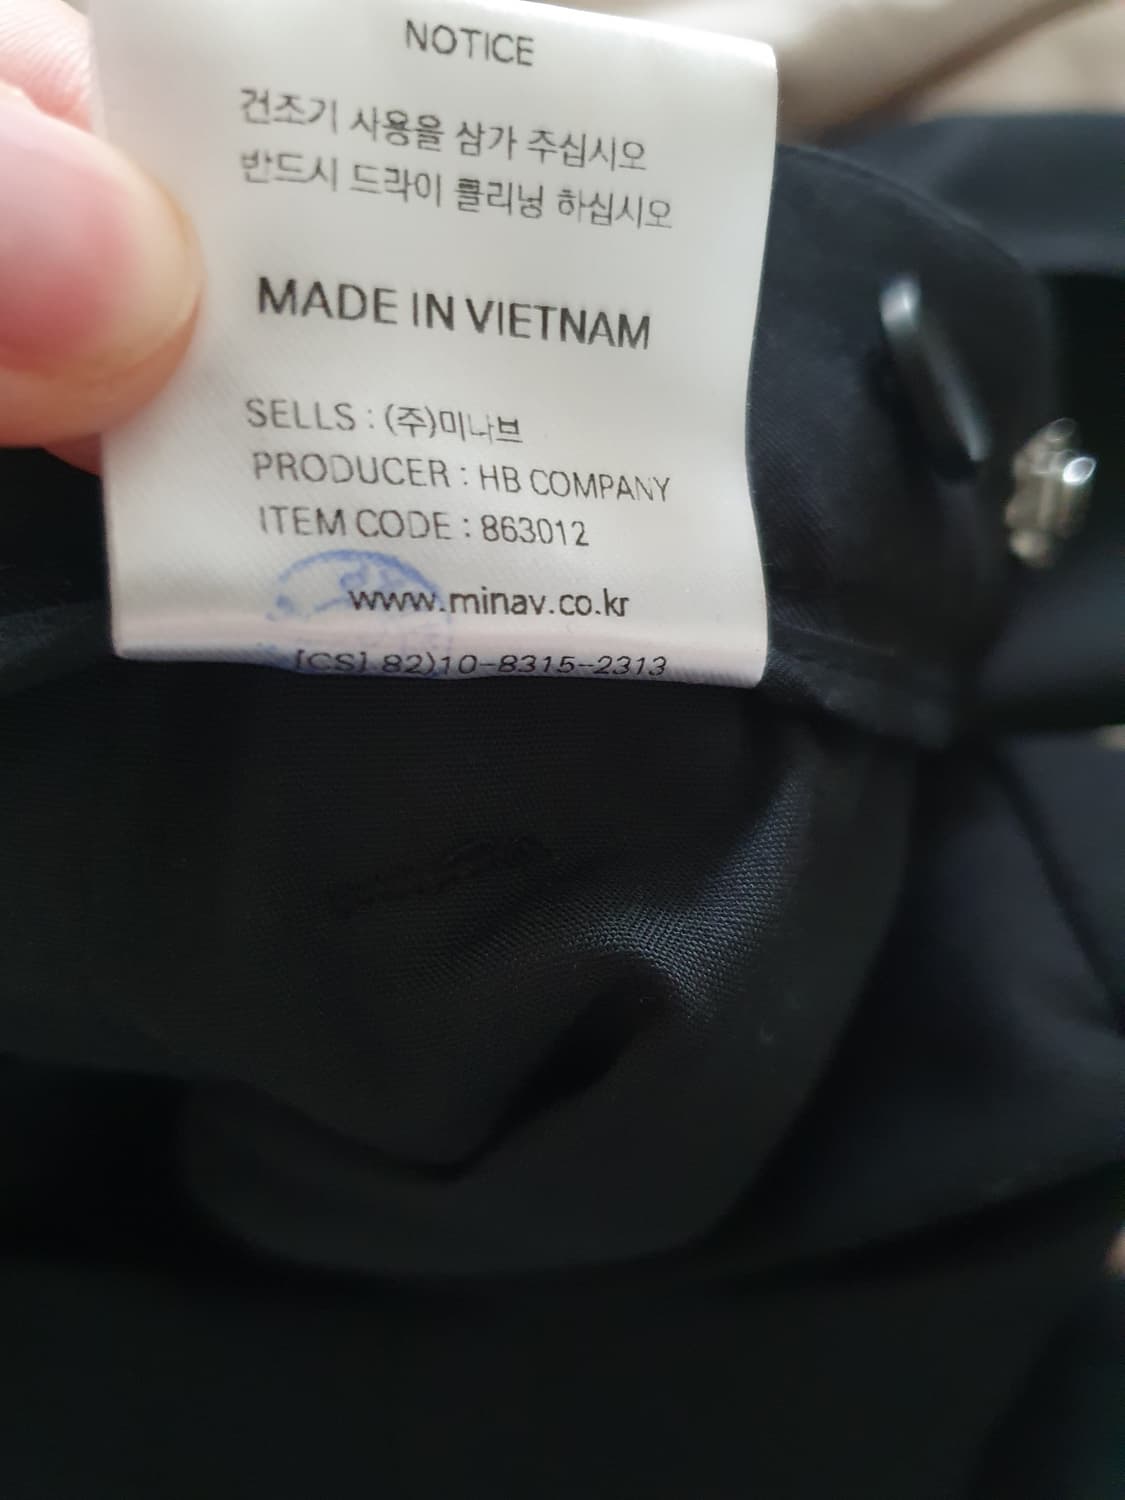 NOTICE
건조기 사용을 삼가 주십시오
반드시 드라이 클리닝 하십시오
MADE IN VIETNAM
SELLS : (주)미나브
PRODUCER : HB COMPANY
ITEM CODE : 863012
www.minav.co.kr
[CS] 82)10-8315-2313